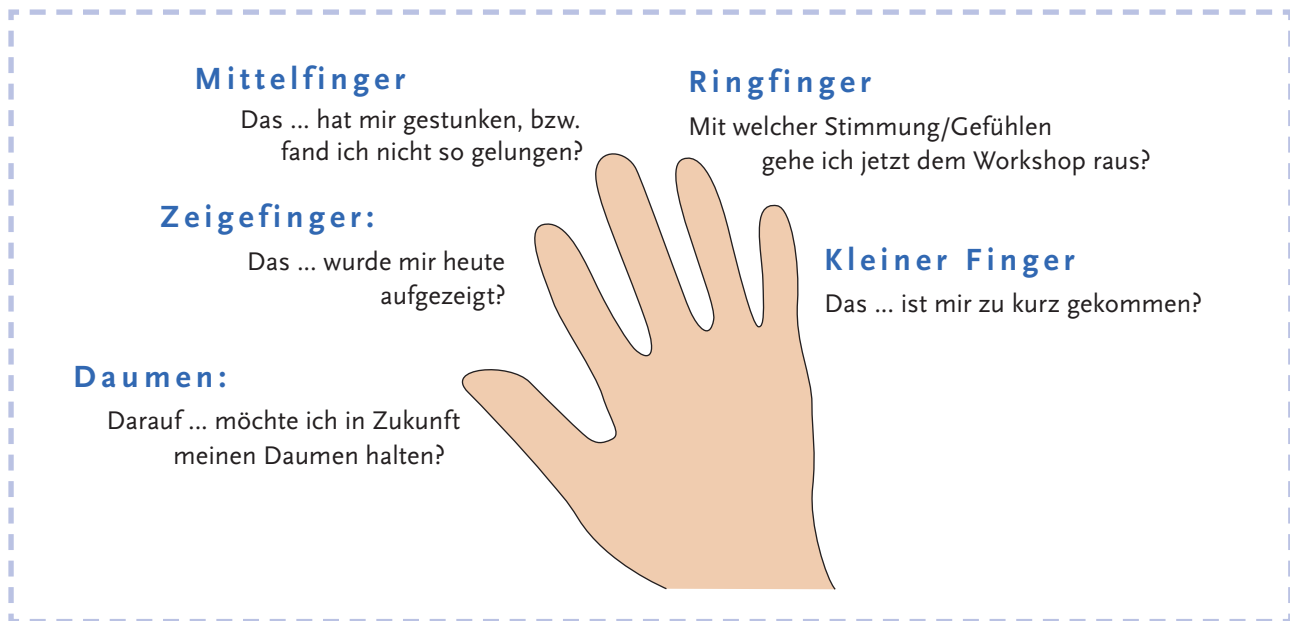 Mittelfinger
Das ... hat mir gestunken, bzw.
fand ich nicht so gelungen?
Ringfinger
Mit welcher Stimmung/Gefühlen
gehe ich jetzt dem Workshop raus?
Zeigefinger:
Das ... wurde mir heute
aufgezeigt?
Kleiner Finger
Das ... ist mir zu kurz gekommen?
Daumen:
Darauf ... möchte ich in Zukunft
meinen Daumen halten?